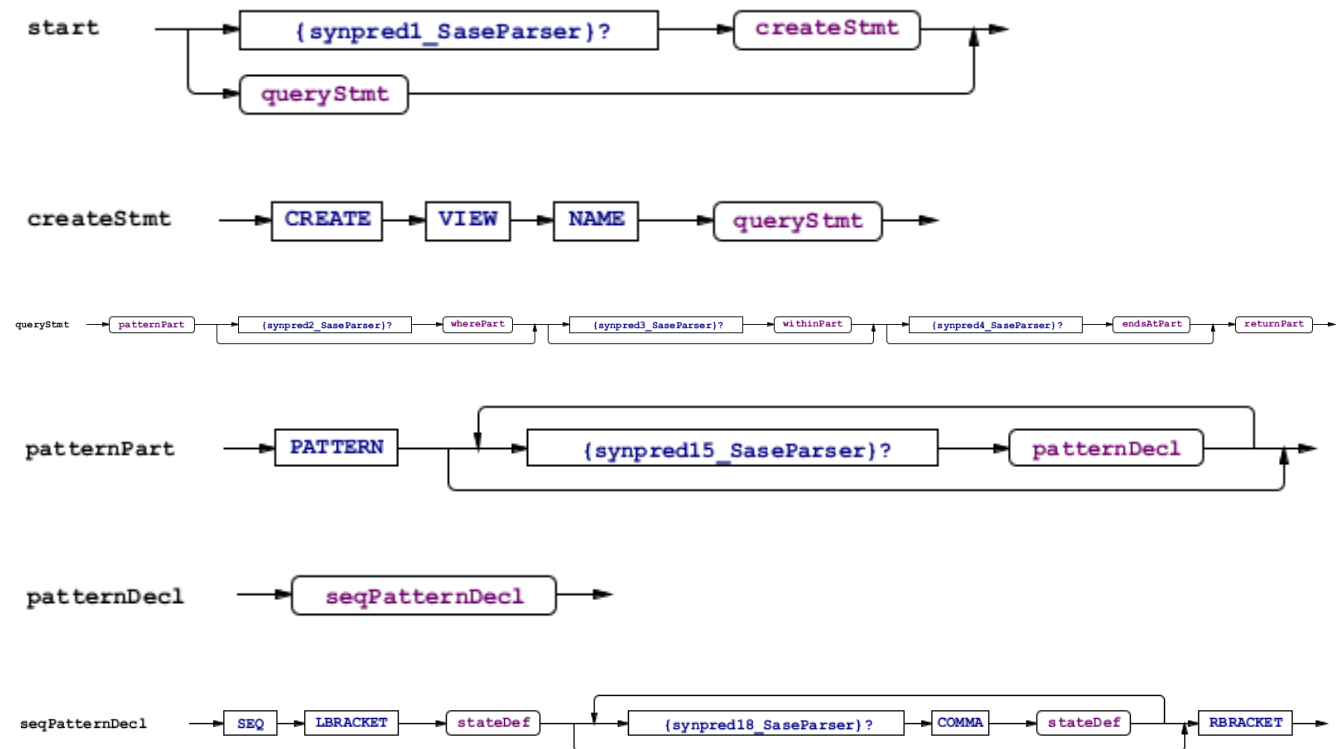 start {synpred1_SaseParser}? createStmt
queryStmt
createStmt CREATE VIEW NAME queryStmt
queryStmt patternPart {synpred2_SaseParser}? wherePart {synpred3_SaseParser}? withinPart {synpred4_SaseParser}? endsAtPart returnPart
patternPart PATTERN {synpred15_SaseParser}? patternDecl
patternDecl seqPatternDecl
seqPatternDecl SEQ LBRACKET stateDef {synpred18_SaseParser}? COMMA stateDef RBRACKET